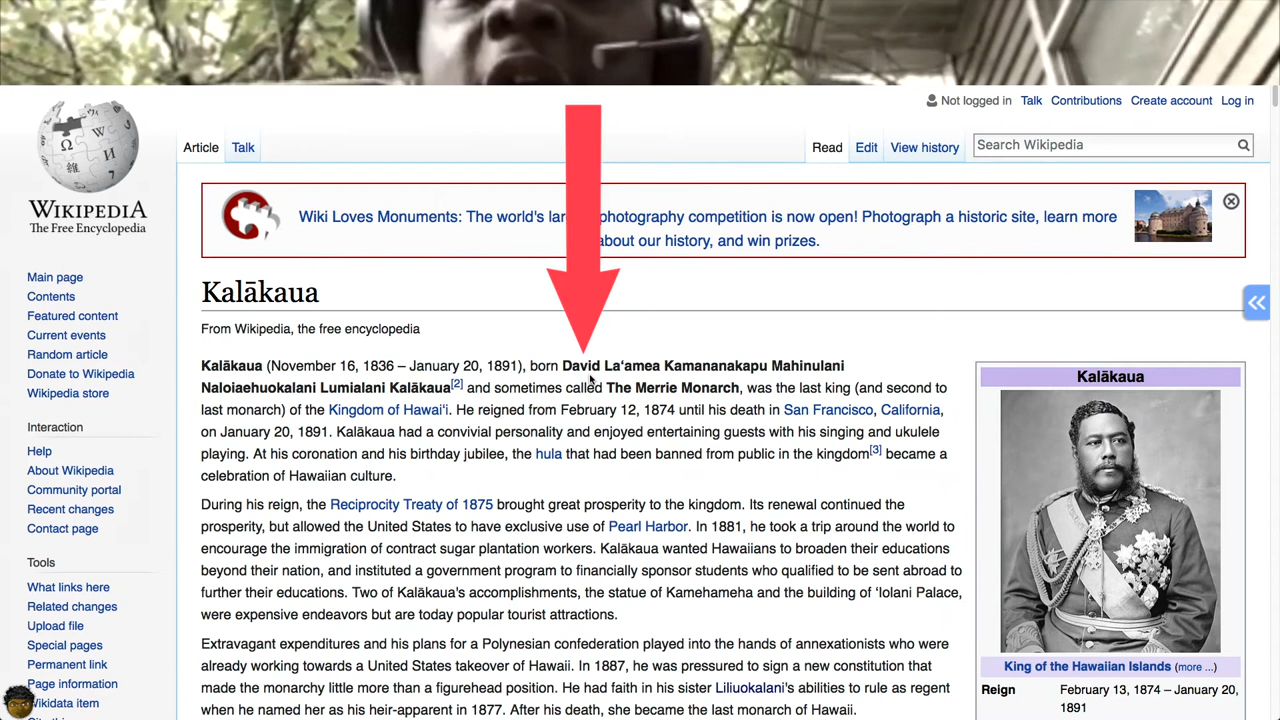 Not logged in Talk Contributions Create account Log in
Article Talk Read Edit View history Search Wikipedia
WIKIPEDIA
The Free Encyclopedia
Wiki Loves Monuments: The world's photography competition is now open! Photograph a historic site, learn more
about our history, and win prizes.
Main page
Contents
Featured content
Current events
Random article
Donate to Wikipedia
Wikipedia store
Interaction
Help
About Wikipedia
Community portal
Recent changes
Contact page
Tools
What links here
Related changes
Upload file
Special pages
Permanent link
Page information
Wikidata item
Kalākaua
From Wikipedia, the free encyclopedia
Kalākaua (November 16, 1836 – January 20, 1891), born David Laʻamea Kamananakapu Mahinulani
Naloiaehuokalani Lumialani Kalākaua[2] and sometimes called The Merrie Monarch, was the last king (and second to
last monarch) of the Kingdom of Hawaiʻi. He reigned from February 12, 1874 until his death in San Francisco, California,
on January 20, 1891. Kalākaua had a convivial personality and enjoyed entertaining guests with his singing and ukulele
playing. At his coronation and his birthday jubilee, the hula that had been banned from public in the kingdom[3] became a
celebration of Hawaiian culture.
During his reign, the Reciprocity Treaty of 1875 brought great prosperity to the kingdom. Its renewal continued the
prosperity, but allowed the United States to have exclusive use of Pearl Harbor. In 1881, he took a trip around the world to
encourage the immigration of contract sugar plantation workers. Kalākaua wanted Hawaiians to broaden their educations
beyond their nation, and instituted a government program to financially sponsor students who qualified to be sent abroad to
further their educations. Two of Kalākaua's accomplishments, the statue of Kamehameha and the building of ʻIolani Palace,
were expensive endeavors but are today popular tourist attractions.
Extravagant expenditures and his plans for a Polynesian confederation played into the hands of annexationists who were
already working towards a United States takeover of Hawaii. In 1887, he was pressured to sign a new constitution that
made the monarchy little more than a figurehead position. He had faith in his sister Liliuokalani's abilities to rule as regent
when he named her as his heir-apparent in 1877. After his death, she became the last monarch of Hawaii.
Kalākaua
King of the Hawaiian Islands (more ...)
Reign February 13, 1874 – January 20,
1891